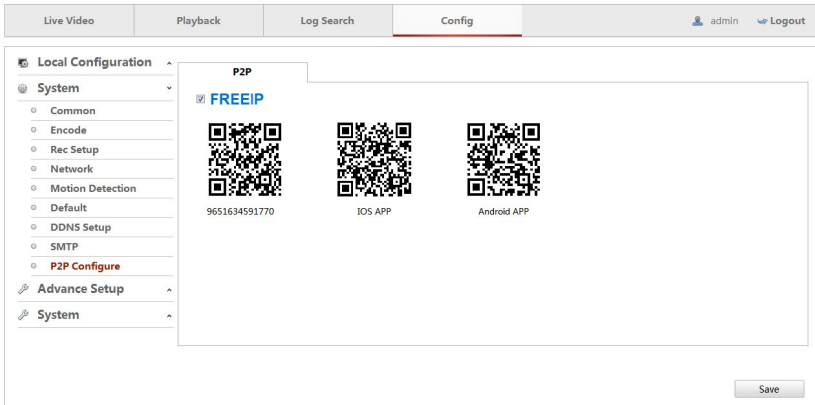 Live Video
Playback
Log Search
Config
admin
Logout
Local Configuration
System
Common
Encode
Rec Setup
Network
Motion Detection
Default
DDNS Setup
SMTP
P2P Configure
Advance Setup
System
P2P
FREEIP
9651634591770
IOS APP
Android APP
Save